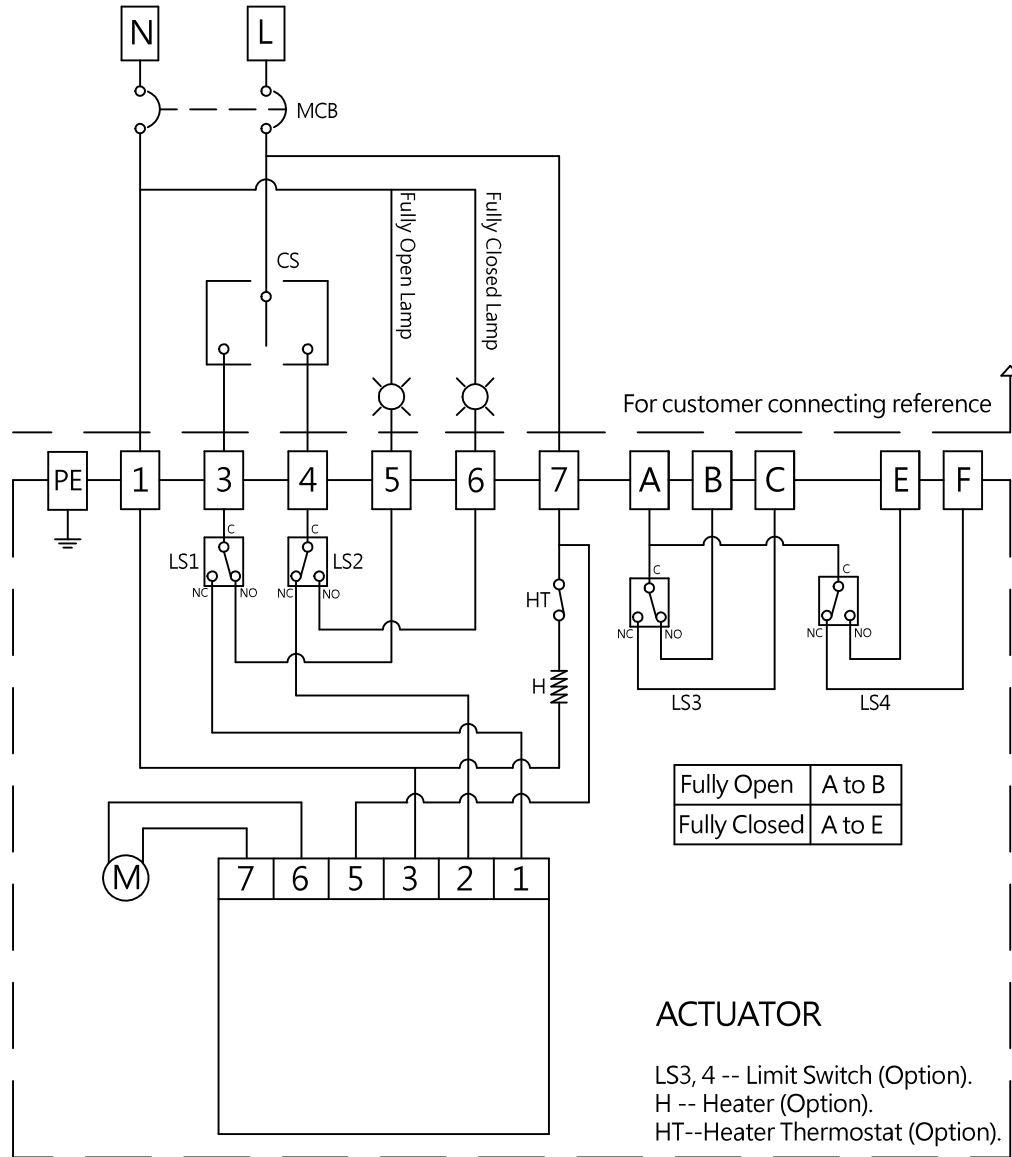 N L
MCB
Fully Open Lamp
Fully Closed Lamp
CS
For customer connecting reference
PE 1 3 4 5 6 7 A B C E F
C C
LS1 LS2
NC NO NC NO
HT
C C
NC NO NC NO
H
LS3 LS4
Fully Open A to B
Fully Closed A to E
M
7 6 5 3 2 1
ACTUATOR
LS3, 4 -- Limit Switch (Option).
H -- Heater (Option).
HT--Heater Thermostat (Option).